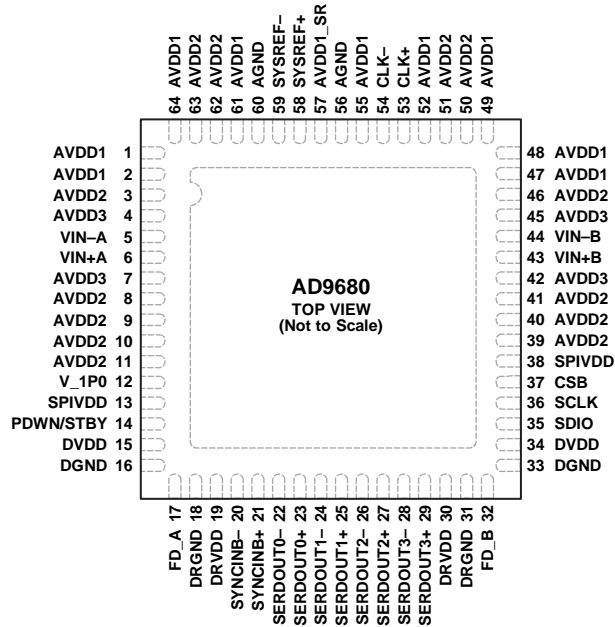 64 AVDD1
63 AVDD2
62 AVDD2
61 AVDD1
60 AGND
59 SYSREF–
58 SYSREF+
57 AVDD1_SR
56 AGND
55 AVDD1
54 CLK–
53 CLK+
52 AVDD1
51 AVDD2
50 AVDD2
49 AVDD1
AVDD1 1
AVDD1 2
AVDD2 3
AVDD3 4
VIN–A 5
VIN+A 6
AVDD3 7
AVDD2 8
AVDD2 9
AVDD2 10
AVDD2 11
V_1P0 12
SPIVDD 13
PDWN/STBY 14
DVDD 15
DGND 16
AD9680
TOP VIEW
(Not to Scale)
48 AVDD1
47 AVDD1
46 AVDD2
45 AVDD3
44 VIN–B
43 VIN+B
42 AVDD3
41 AVDD2
40 AVDD2
39 AVDD2
38 SPIVDD
37 CSB
36 SCLK
35 SDIO
34 DVDD
33 DGND
FD_A 17
DRGND 18
DRVDD 19
SYNCINB– 20
SYNCINB+ 21
SERDOUT0– 22
SERDOUT0+ 23
SERDOUT1– 24
SERDOUT1+ 25
SERDOUT2– 26
SERDOUT2+ 27
SERDOUT3– 28
SERDOUT3+ 29
DRVDD 30
DRGND 31
FD_B 32